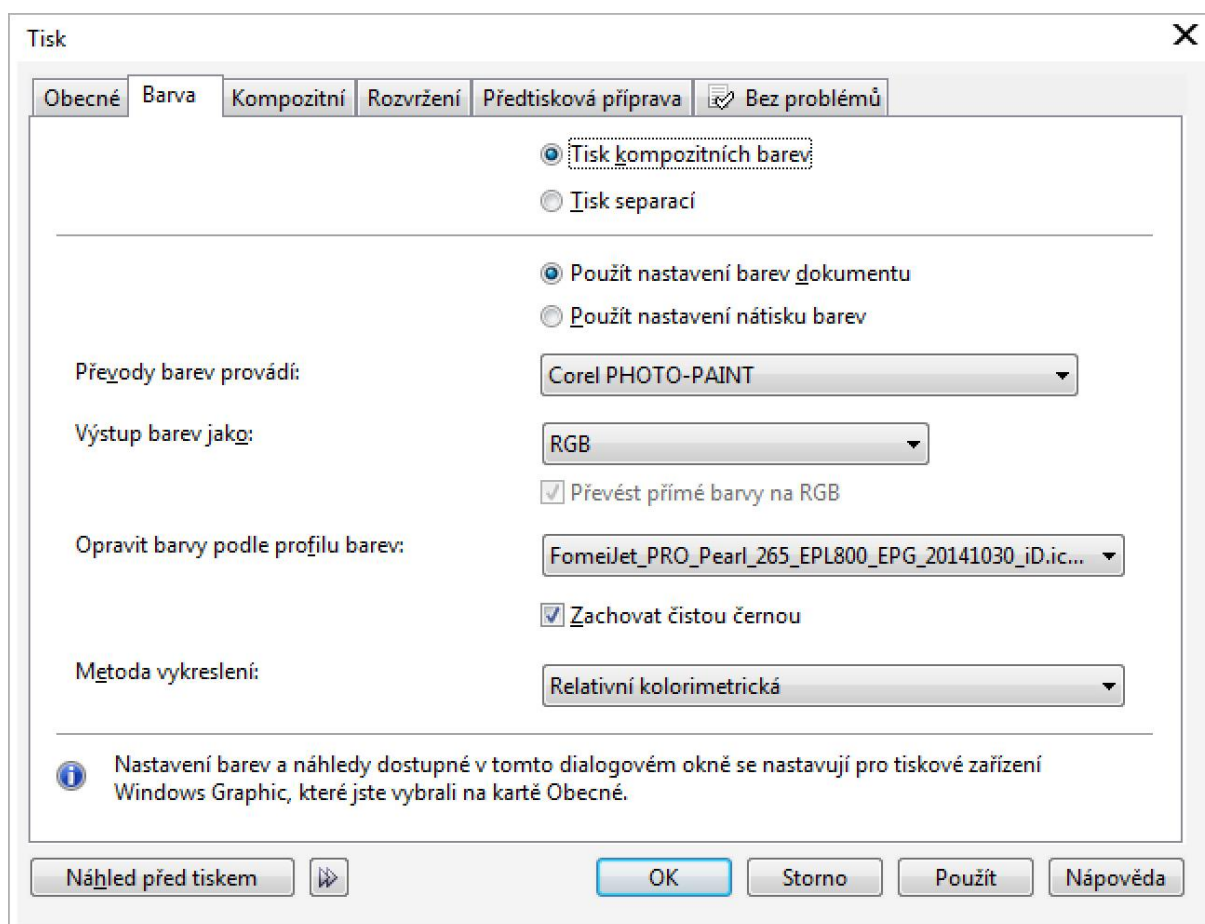 Tisk
Obecné Barva Kompozitní Rozvržení Předtisková příprava Bez problémů
Tisk kompozitních barev
Tisk separací
Použít nastavení barev dokumentu
Použít nastavení nátisku barev
Převody barev provádí: Corel PHOTO-PAINT
Výstup barev jako: RGB
Převést přímé barvy na RGB
Opravit barvy podle profilu barev: FomeiJet_PRO_Pearl_265_EPL800_EPG_20141030_iD.ic...
Zachovat čistou černou
Metoda vykreslení: Relativní kolorimetrická
Nastavení barev a náhledy dostupné v tomto dialogovém okně se nastavují pro tiskové zařízení
Windows Graphic, které jste vybrali na kartě Obecné.
Náhled před tiskem OK Storno Použít Nápověda